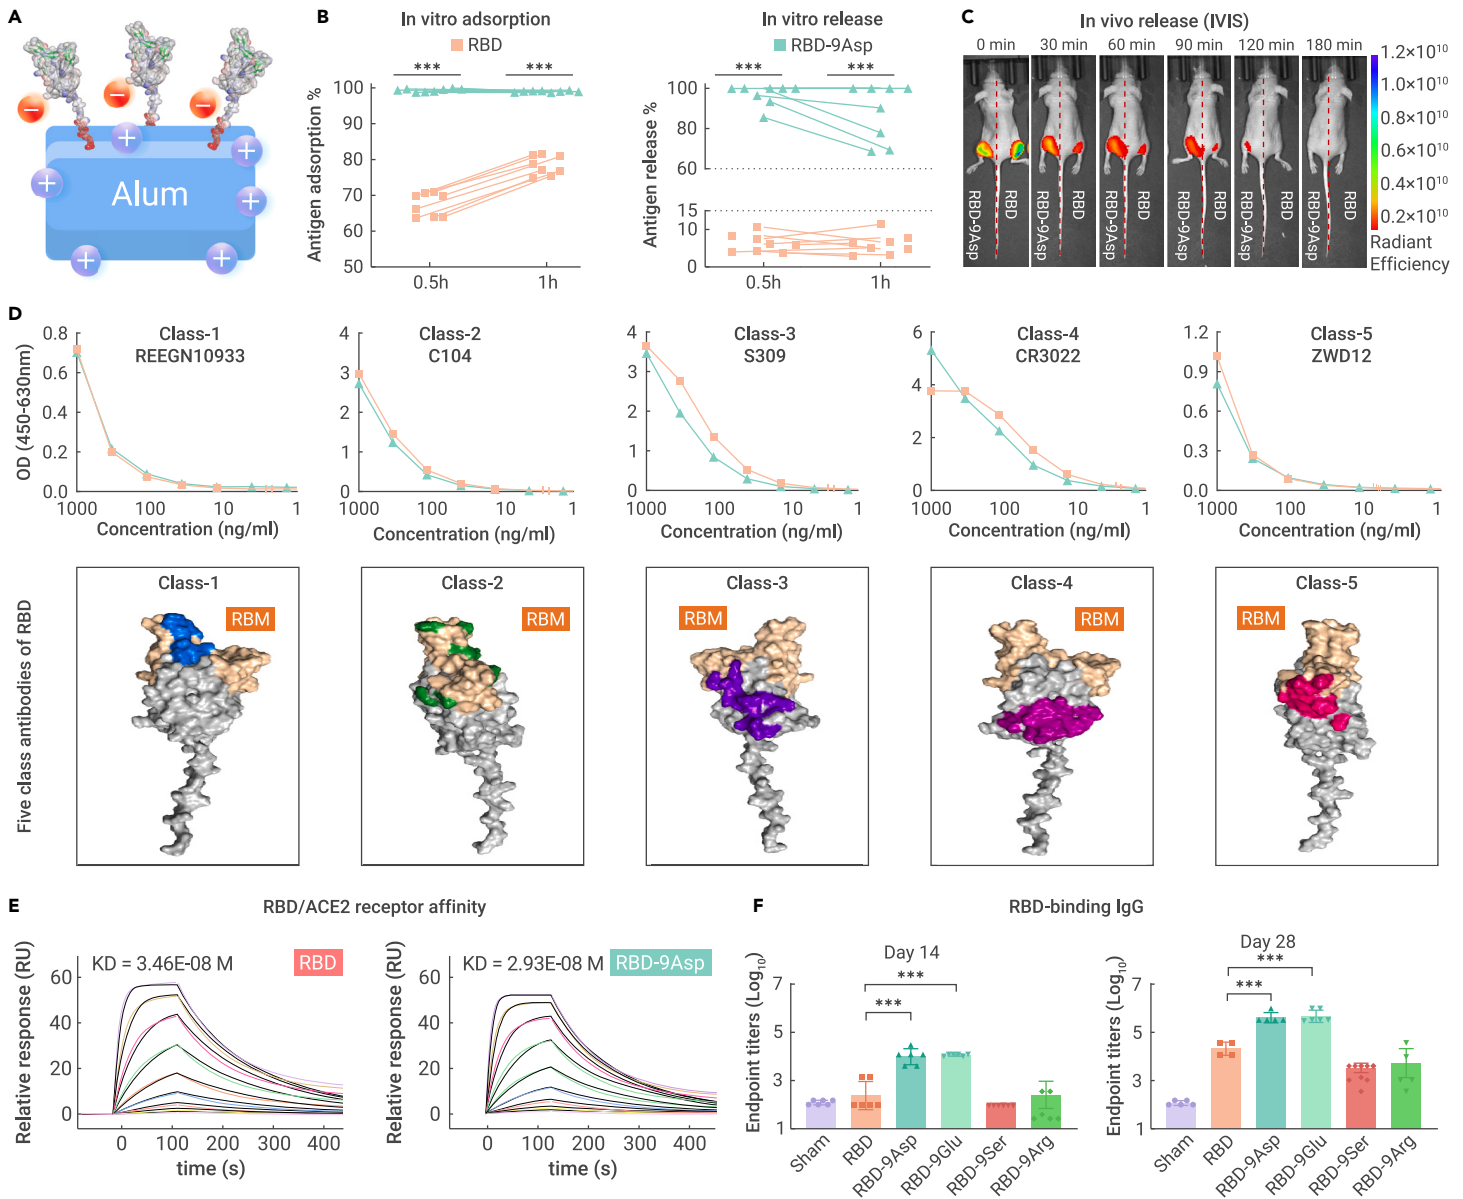 A
−
−
−
+
+
+
+
+
+
Alum
B
In vitro adsorption
RBD
***
***
Antigen adsorption %
100
90
80
70
60
50
0.5h
1h
In vitro release
RBD-9Asp
***
***
Antigen release %
100
80
60
15
10
5
0
0.5h
1h
C
In vivo release (IVIS)
0 min
30 min
60 min
90 min
120 min
180 min
RBD-9Asp
RBD
RBD-9Asp
RBD
RBD-9Asp
RBD
RBD-9Asp
RBD
RBD-9Asp
RBD
RBD-9Asp
RBD
1.2×10¹⁰
1.0×10¹⁰
0.8×10¹⁰
0.6×10¹⁰
0.4×10¹⁰
0.2×10¹⁰
Radiant
Efficiency
D
OD (450-630nm)
Class-1
REEGN10933
0.8
0.6
0.4
0.2
0.0
1000
100
10
1
Concentration (ng/ml)
Class-2
C104
4
3
2
1
0
1000
100
10
1
Concentration (ng/ml)
Class-3
S309
4
3
2
1
0
1000
100
10
1
Concentration (ng/ml)
Class-4
CR3022
6
4
2
0
1000
100
10
1
Concentration (ng/ml)
Class-5
ZWD12
1.2
0.9
0.6
0.3
0.0
1000
100
10
1
Concentration (ng/ml)
Five class antibodies of RBD
Class-1
RBM
Class-2
RBM
Class-3
RBM
Class-4
RBM
Class-5
RBM
E
RBD/ACE2 receptor affinity
Relative response (RU)
KD = 3.46E-08 M
RBD
60
40
20
0
0
100
200
300
400
time (s)
Relative response (RU)
KD = 2.93E-08 M
RBD-9Asp
60
40
20
0
0
100
200
300
400
time (s)
F
RBD-binding IgG
Day 14
***
***
Endpoint titers (Log₁₀)
7
5
3
1
Sham
RBD
RBD-9Asp
RBD-9Glu
RBD-9Ser
RBD-9Arg
Day 28
***
***
Endpoint titers (Log₁₀)
7
5
3
1
Sham
RBD
RBD-9Asp
RBD-9Glu
RBD-9Ser
RBD-9Arg